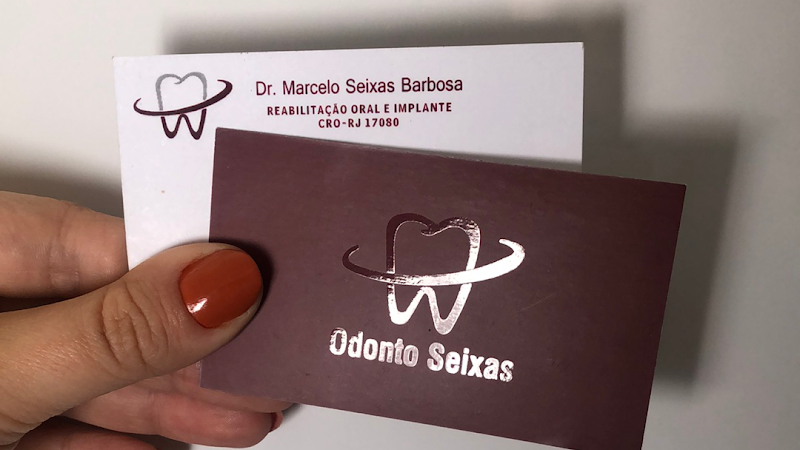 Dr. Marcelo Seixas Barbosa
REABILITAÇÃO ORAL E IMPLANTE
CRO-RJ 17080
Odonto Seixas